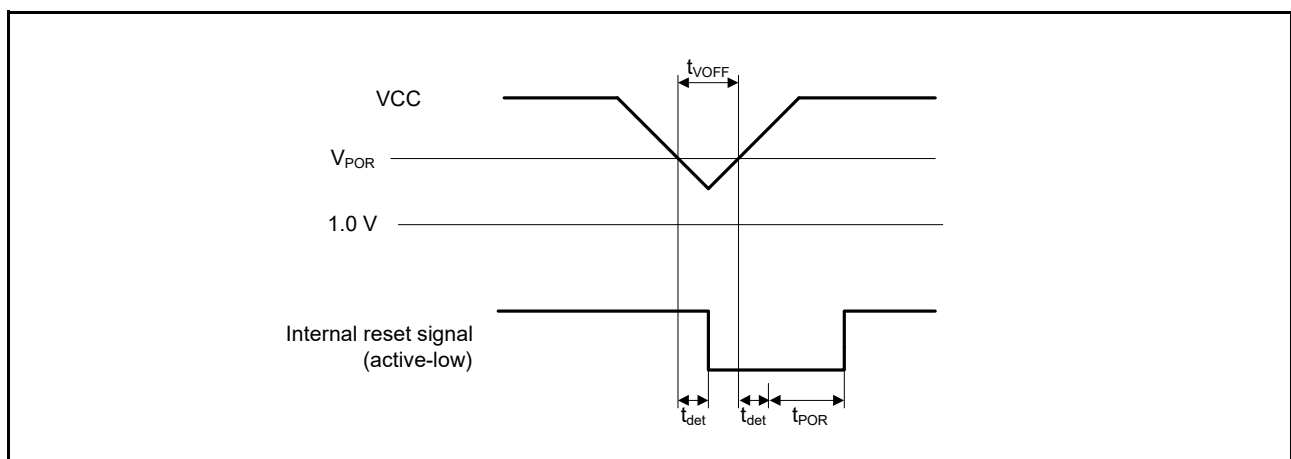 tVOFF
VCC
VPOR
1.0 V
Internal reset signal
(active-low)
tdet
tdet
tPOR